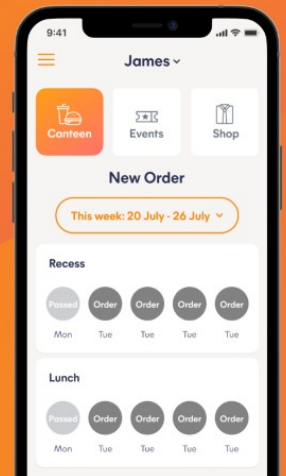 9:41
James
Canteen Events Shop
New Order
This week: 20 July - 26 July
Recess
Passed Order Order Order Order
Mon Tue Tue Tue Tue
Lunch
Passed Order Order Order Order
Mon Tue Tue Tue Tue